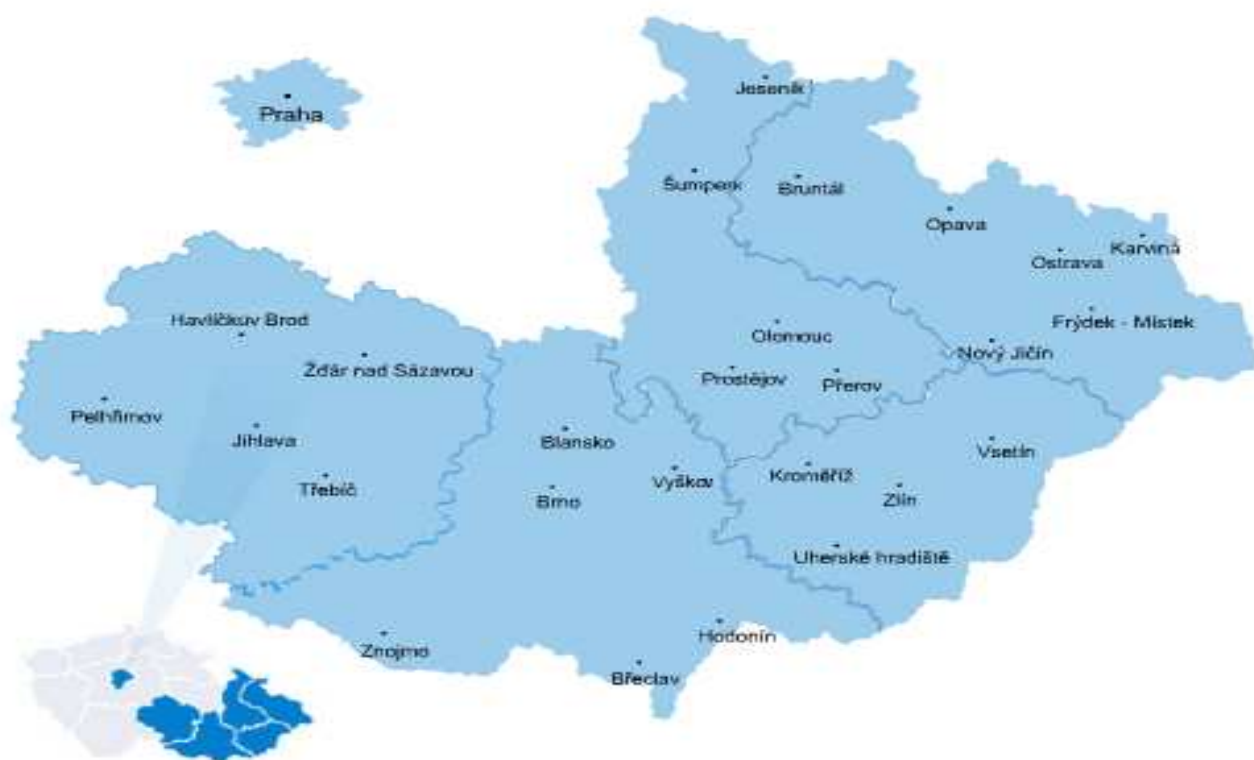 Jeseník
Praha
Šumperk
Bruntál
Opava
Karviná
Ostrava
Havlíčkuv Brod
Frýdek - Místek
Olomouc
Nový Jičín
Žďár nad Sázavou
Prostějov
Přerov
Pelhřimov
Jihlava
Blansko
Vsetín
Třebíč
Brno
Vyškov
Kroměříž
Zlín
Uherské hradiště
Znojmo
Hodonín
Břeclav